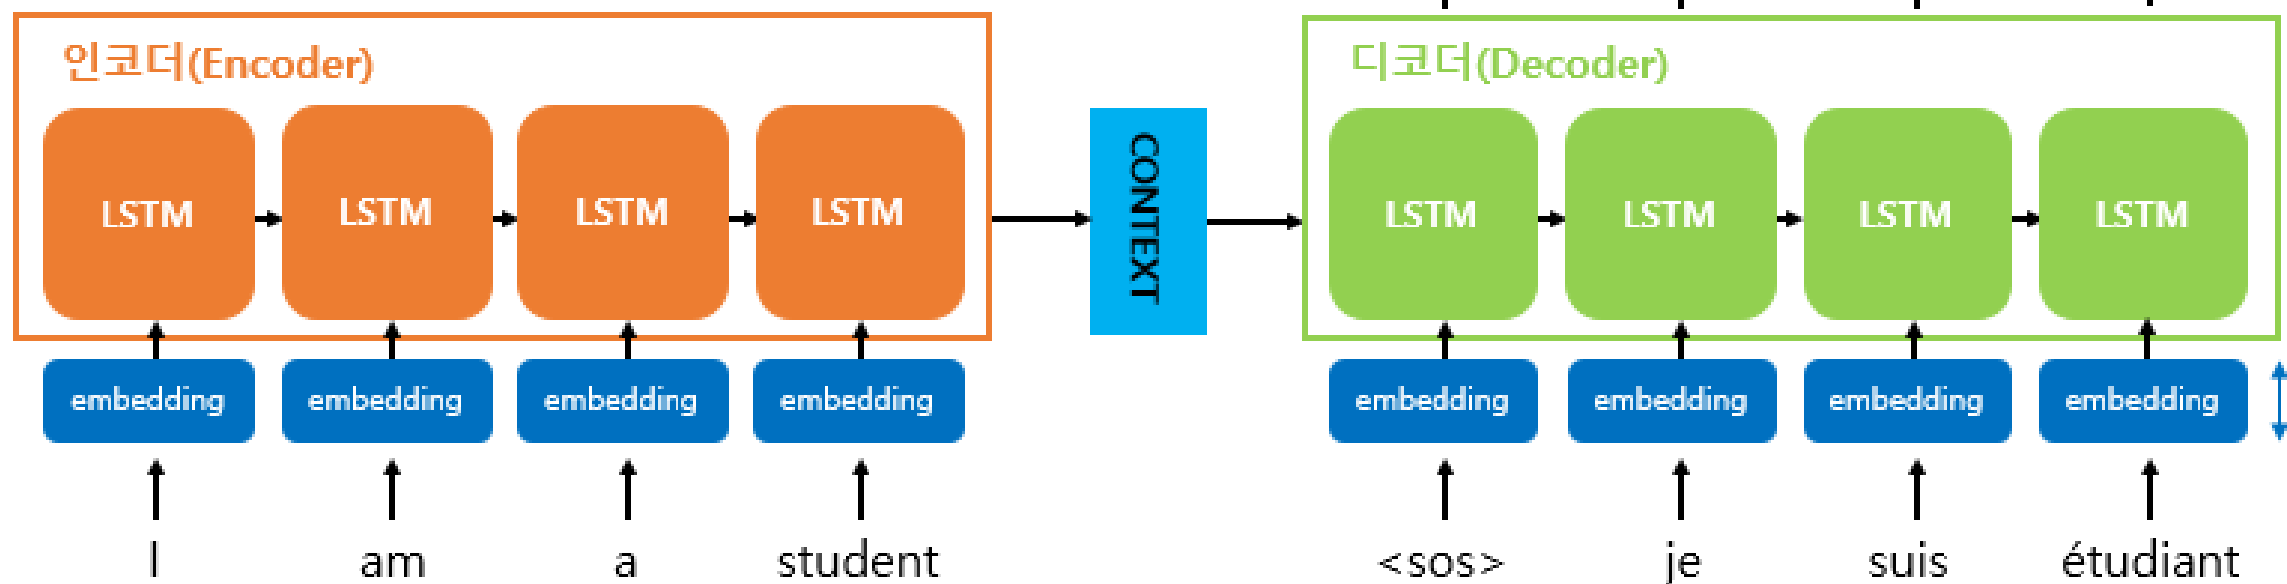 인코더(Encoder)
디코더(Decoder)
LSTM LSTM LSTM LSTM CONTEXT LSTM LSTM LSTM LSTM
embedding embedding embedding embedding embedding embedding embedding embedding
I am a student <sos> je suis étudiant